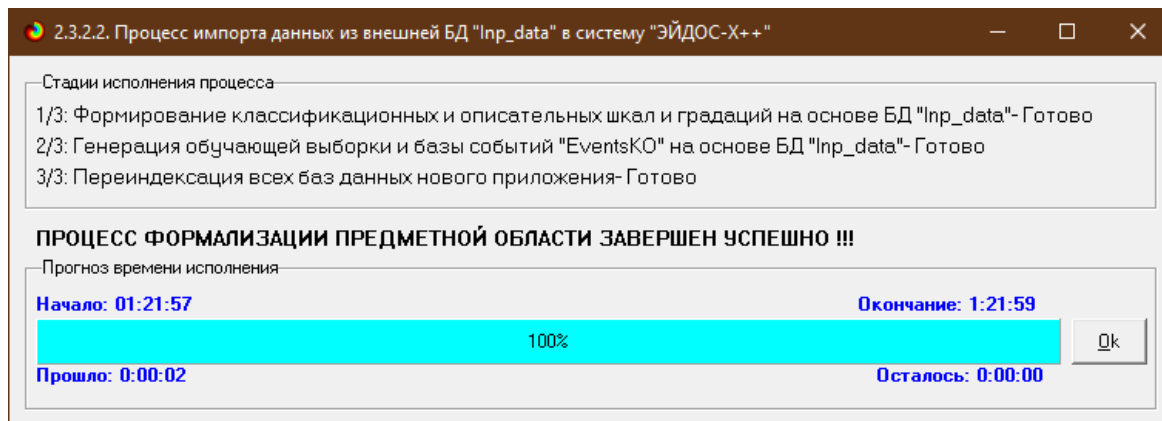 2.3.2.2. Процесс импорта данных из внешней БД "Inp_data" в систему "ЭЙДОС-X++"
Стадии исполнения процесса
1/3: Формирование классификационных и описательных шкал и градаций на основе БД "Inp_data"- Готово
2/3: Генерация обучающей выборки и базы событий "EventsKO" на основе БД "Inp_data"- Готово
3/3: Переиндексация всех баз данных нового приложения- Готово
ПРОЦЕСС ФОРМАЛИЗАЦИИ ПРЕДМЕТНОЙ ОБЛАСТИ ЗАВЕРШЕН УСПЕШНО !!!
Прогноз времени исполнения
Начало: 01:21:57 Окончание: 1:21:59
100% Ok
Прошло: 0:00:02 Осталось: 0:00:00